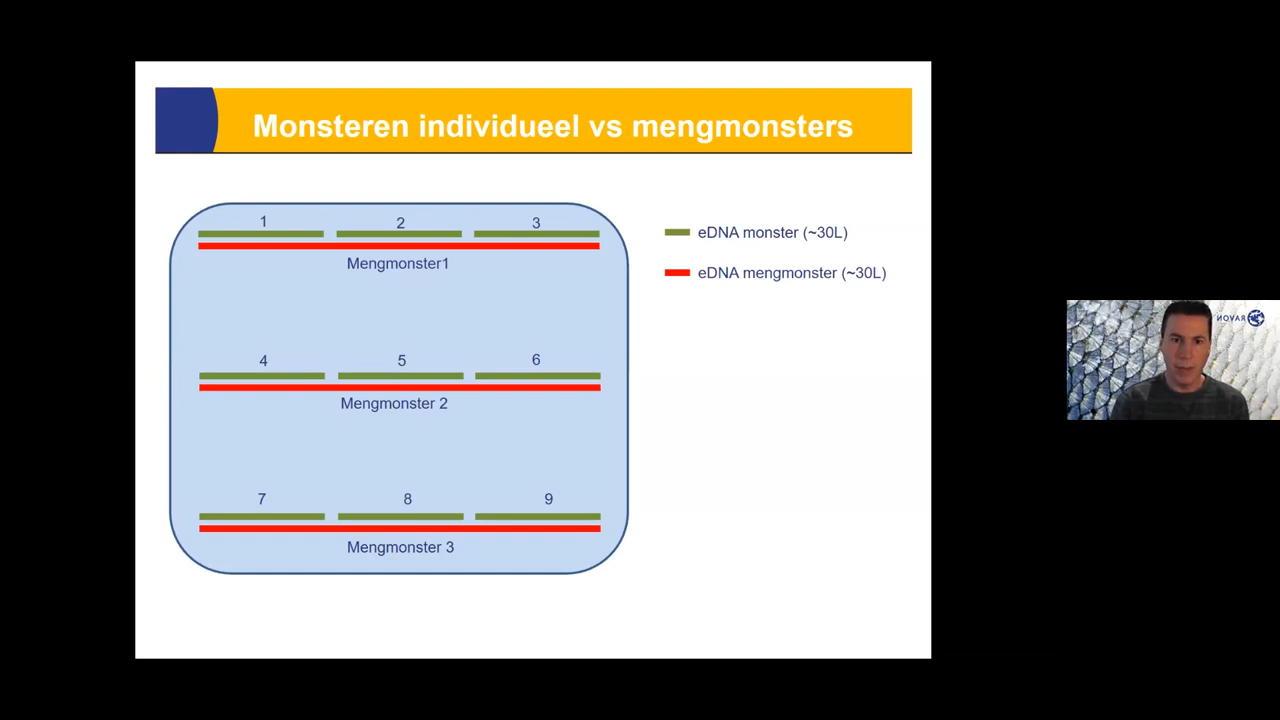 Monsteren individueel vs mengmonsters
1 2 3
Mengmonster1
4 5 6
Mengmonster 2
7 8 9
Mengmonster 3
eDNA monster (~30L)
eDNA mengmonster (~30L)
RAVON